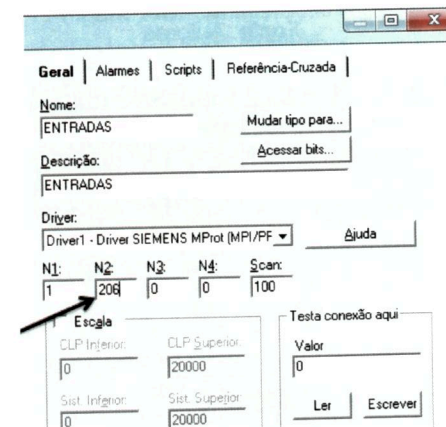 Geral Alarmes Scripts Referência-Cruzada
Nome:
ENTRADAS Mudar tipo para...
Descrição: Acessar bits...
ENTRADAS
Driver:
Driver1 - Driver SIEMENS MProt (MPI/PF Ajuda
N1: N2: N3: N4: Scan:
1 206 0 0 100
Escala Testa conexão aqui
CLP Inferior: CLP Superior: Valor
0 20000 0
Sist. Inferior: Sist. Superior: Ler Escrever
0 20000